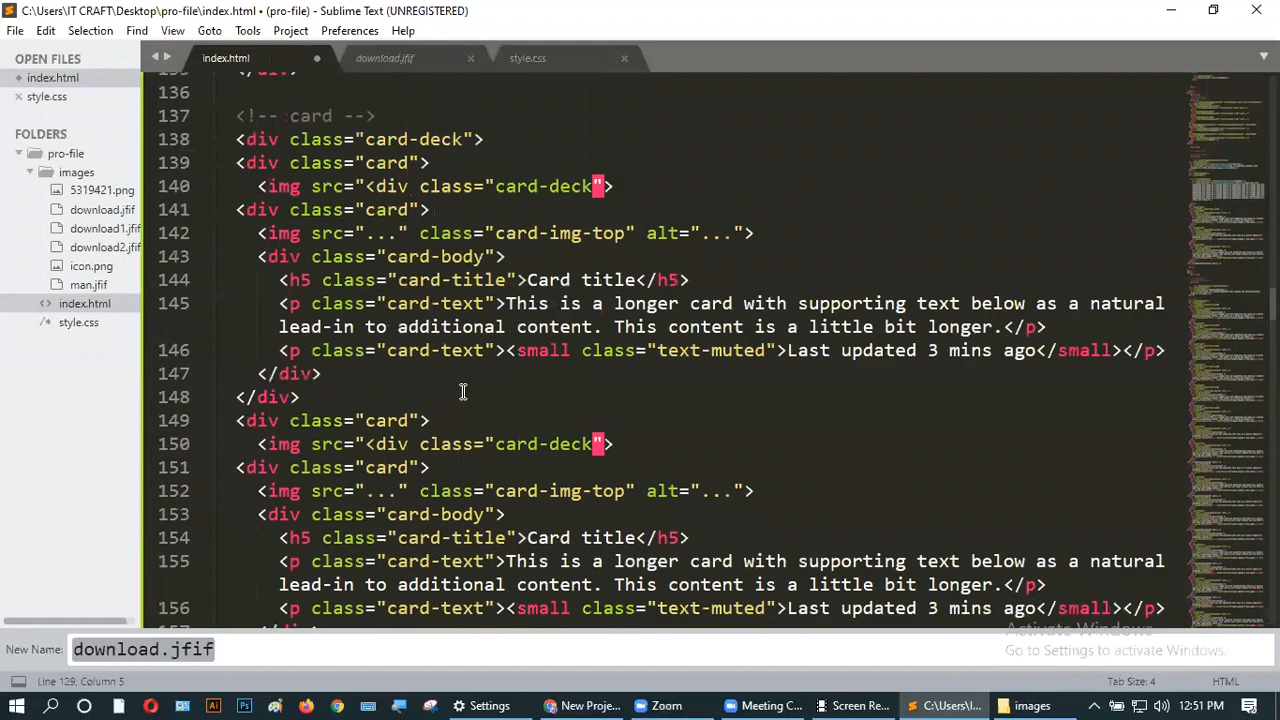 C:\Users\IT CRAFT\Desktop\pro-file\index.html • (pro-file) - Sublime Text (UNREGISTERED)
File Edit Selection Find View Goto Tools Project Preferences Help
OPEN FILES
index.html
style.css
FOLDERS
pro-file
images
5319421.png
download.jfif
download1.jfif
download2.jfif
icon.png
man.jfif
index.html
style.css
index.html download.jfif style.css
136
137 <!-- card -->
138 <div class="card-deck">
139 <div class="card">
140 <img src="<div class="card-deck">
141 <div class="card">
142 <img src="..." class="card-img-top" alt="...">
143 <div class="card-body">
144 <h5 class="card-title ">Card title</h5>
145 <p class="card-text">This is a longer card with supporting text below as a natural
lead-in to additional content. This content is a little bit longer.</p>
146 <p class="card-text"><small class="text-muted">Last updated 3 mins ago</small></p>
147 </div>
148 </div>
149 <div class="card">
150 <img src="<div class="card-deck">
151 <div class="card">
152 <img src="..." class="card-img-top" alt="...">
153 <div class="card-body">
154 <h5 class="card-title">Card title</h5>
155 <p class="card-text">This is a longer card with supporting text below as a natural
lead-in to additional content. This content is a little bit longer.</p>
156 <p class="card-text"><small class="text-muted">Last updated 3 mins ago</small></p>
Activate Windows
Go to Settings to activate Windows.
New Name: download.jfif
Line 129, Column 5 Tab Size: 4 HTML
Settings New Proje... Zoom Meeting C... Screen Re... C:\Users\I... images 12:51 PM